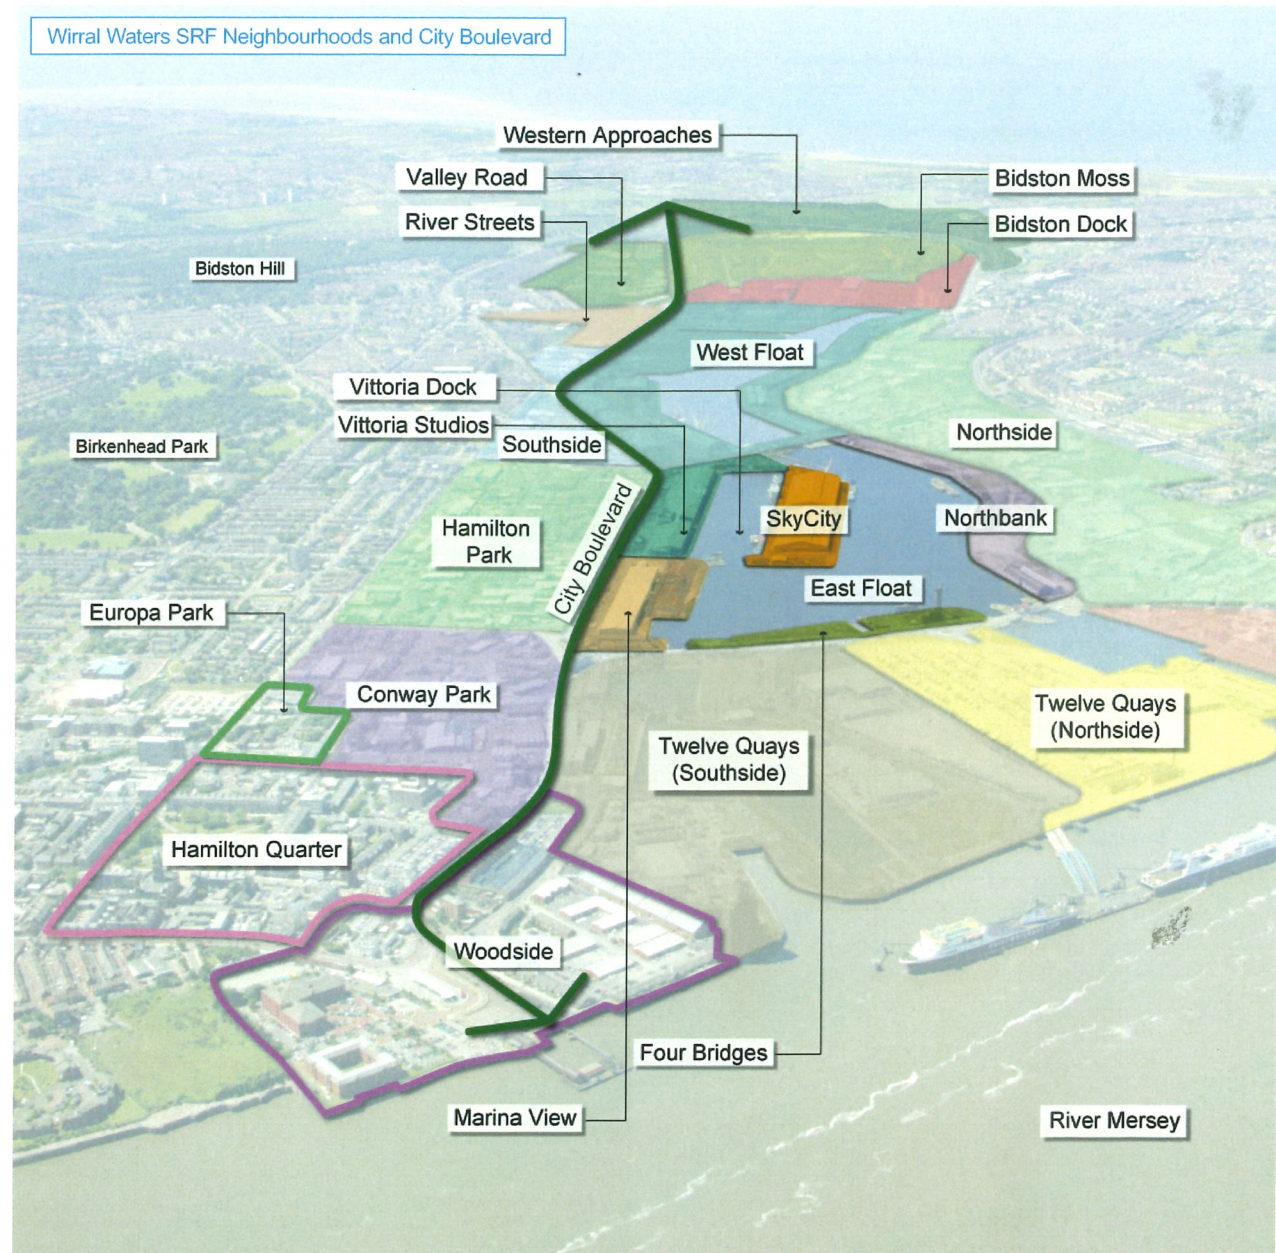 Wirral Waters SRF Neighbourhoods and City Boulevard
Western Approaches
Valley Road
Bidston Moss
River Streets
Bidston Dock
Bidston Hill
West Float
Vittoria Dock
Vittoria Studios
Southside
Northside
Birkenhead Park
City Boulevard
SkyCity
Northbank
Hamilton
Park
East Float
Europa Park
Conway Park
Twelve Quays
(Northside)
Twelve Quays
(Southside)
Hamilton Quarter
Woodside
Four Bridges
Marina View
River Mersey